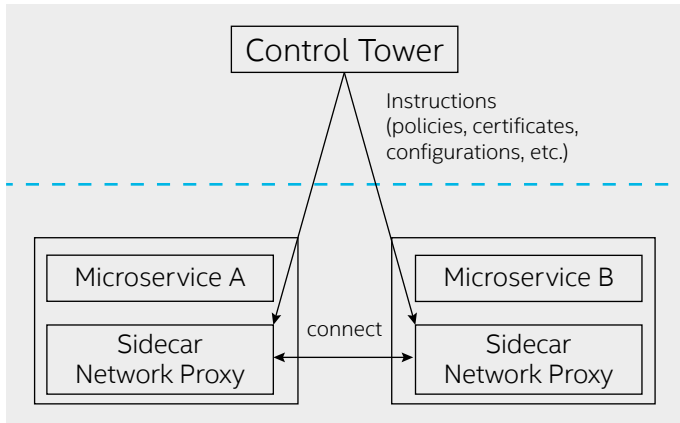 Control Tower
Instructions
(policies, certificates,
configurations, etc.)
Microservice A
Microservice B
Sidecar
Network Proxy
connect
Sidecar
Network Proxy